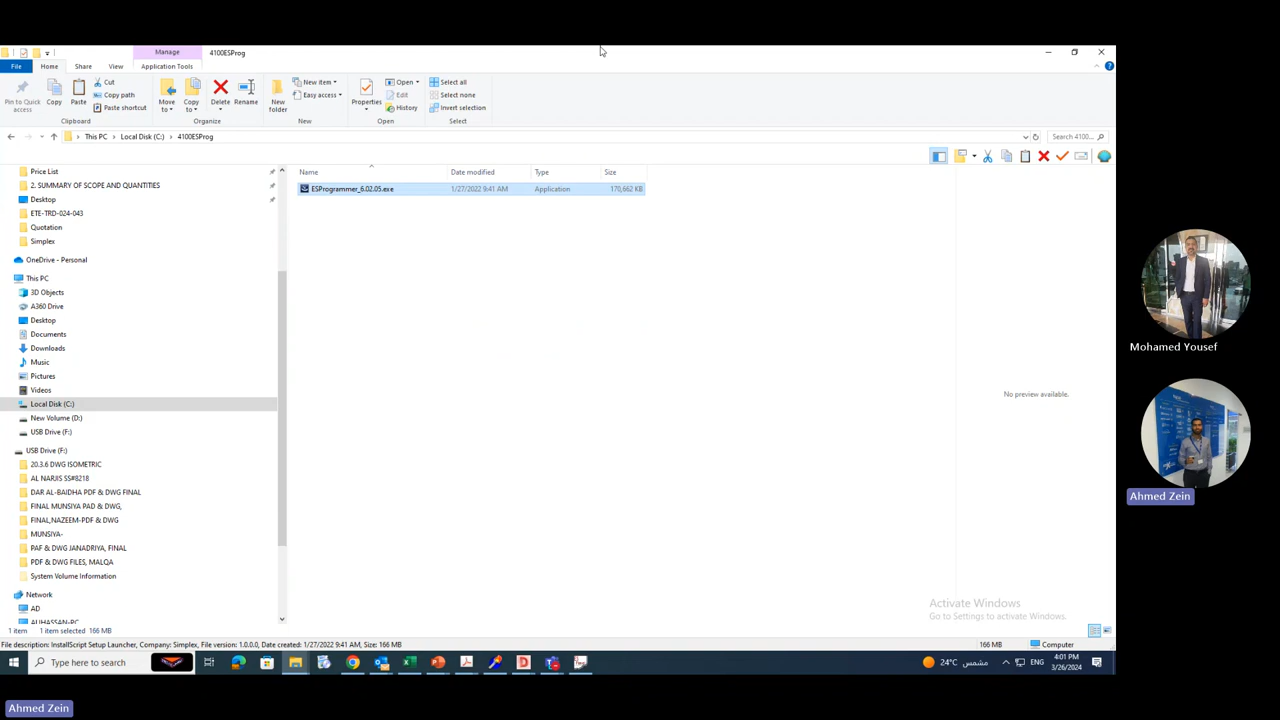 Manage
4100ESProg
File
Home
Share
View
Application Tools
Pin to Quick access
Copy
Paste
Cut
Copy path
Paste shortcut
Clipboard
Move to
Copy to
Delete
Rename
Organize
New folder
New item
Easy access
New
Properties
Open
Edit
History
Open
Select all
Select none
Invert selection
Select
This PC > Local Disk (C:) > 4100ESProg
Search 4100...
Name
Date modified
Type
Size
ESProgrammer_6.02.05.exe
1/27/2022 9:41 AM
Application
170,662 KB
Price List
2. SUMMARY OF SCOPE AND QUANTITIES
Desktop
ETE-TRD-024-043
Quotation
Simplex
OneDrive - Personal
This PC
3D Objects
A360 Drive
Desktop
Documents
Downloads
Music
Pictures
Videos
Local Disk (C:)
New Volume (D:)
USB Drive (F:)
USB Drive (F:)
20.3.6 DWG ISOMETRIC
AL NARJIS SS#8218
DAR AL-BAIDHA PDF & DWG FINAL
FINAL MUNSIYA PAD & DWG,
FINAL,NAZEEM-PDF & DWG
MUNSIYA-
PAF & DWG JANADRIYA, FINAL
PDF & DWG FILES, MALQA
System Volume Information
Network
AD
ALIHASSAN-PC
No preview available.
Activate Windows
Go to Settings to activate Windows.
1 item
1 item selected 166 MB
File description: InstallScript Setup Launcher, Company: Simplex, File version: 1.0.0.0, Date created: 1/27/2022 9:41 AM, Size: 166 MB
166 MB
Computer
Type here to search
24°C مشمس
ENG
4:01 PM
3/26/2024
Mohamed Yousef
Ahmed Zein
Ahmed Zein